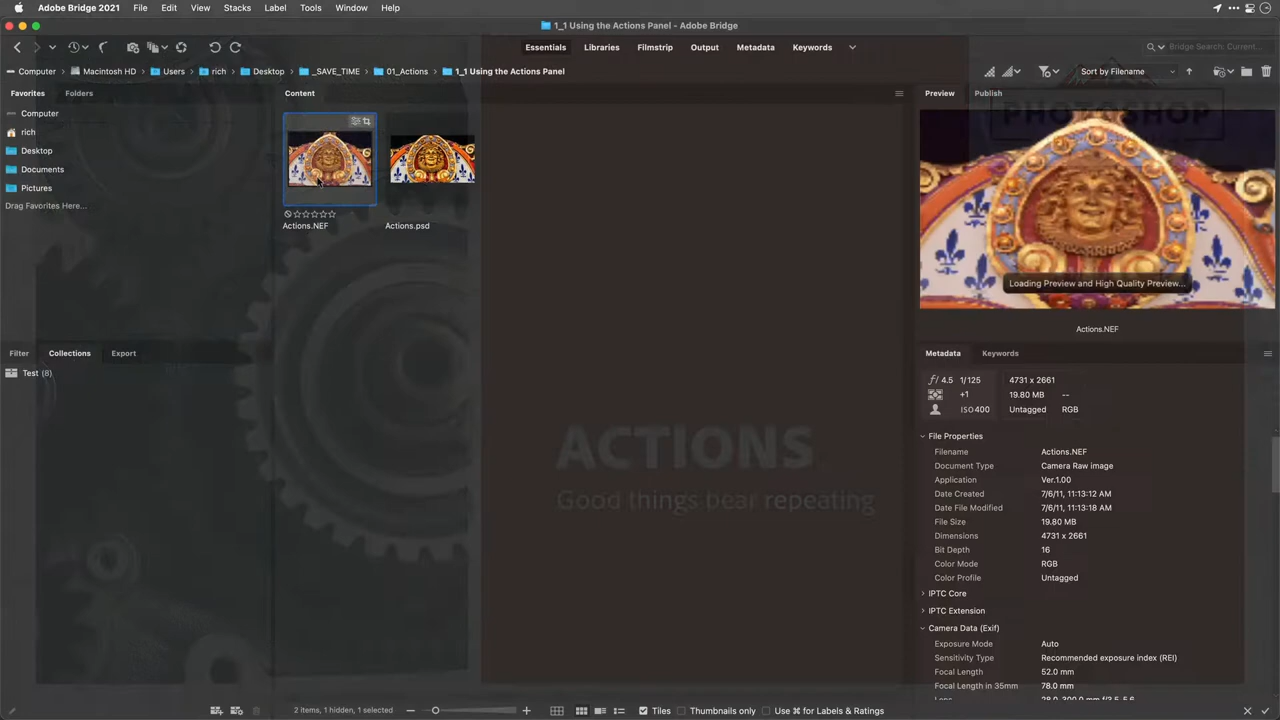 Adobe Bridge 2021 File Edit View Stacks Label Tools Window Help
1_1 Using the Actions Panel - Adobe Bridge
Essentials Libraries Filmstrip Output Metadata Keywords
Bridge Search: Current...
Computer Macintosh HD Users rich Desktop _SAVE_TIME 01_Actions 1_1 Using the Actions Panel
Sort by Filename
Favorites Folders
Computer
rich
Desktop
Documents
Pictures
Drag Favorites Here...
Filter Collections Export
Test (8)
Content
Actions.NEF
Actions.psd
ACTIONS
Good things bear repeating
Preview Publish
PHOTOSHOP
Loading Preview and High Quality Preview...
Actions.NEF
Metadata Keywords
ƒ/ 4.5 1/125
+1
ISO400
4731 x 2661
19.80 MB --
Untagged RGB
File Properties
Filename Actions.NEF
Document Type Camera Raw image
Application Ver.1.00
Date Created 7/6/11, 11:13:12 AM
Date File Modified 7/6/11, 11:13:18 AM
File Size 19.80 MB
Dimensions 4731 x 2661
Bit Depth 16
Color Mode RGB
Color Profile Untagged
IPTC Core
IPTC Extension
Camera Data (Exif)
Exposure Mode Auto
Sensitivity Type Recommended exposure index (REI)
Focal Length 52.0 mm
Focal Length in 35mm 78.0 mm
2 items, 1 hidden, 1 selected
Tiles Thumbnails only Use ⌘ for Labels & Ratings